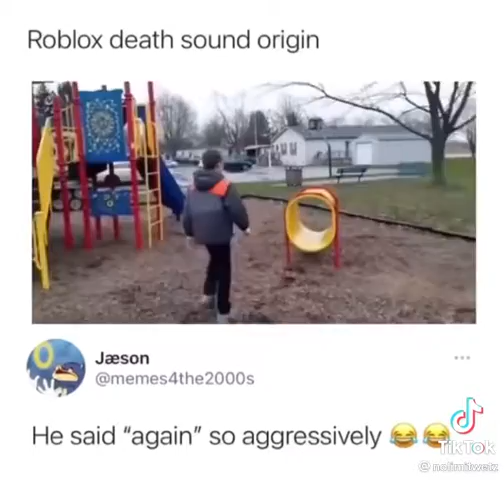 Roblox death sound origin
Jæson
@memes4the2000s
He said “again” so aggressively 😂😂
TikTok